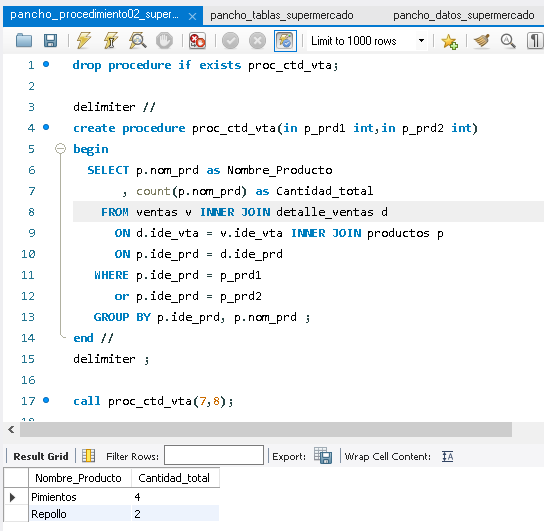 pancho_procedimiento02_super... × pancho_tablas_supermercado pancho_datos_supermercado
Limit to 1000 rows
1 drop procedure if exists proc_ctd_vta;
2
3 delimiter //
4 create procedure proc_ctd_vta(in p_prd1 int,in p_prd2 int)
5 begin
6 SELECT p.nom_prd as Nombre_Producto
7 , count(p.nom_prd) as Cantidad_total
8 FROM ventas v INNER JOIN detalle_ventas d
9 ON d.ide_vta = v.ide_vta INNER JOIN productos p
10 ON p.ide_prd = d.ide_prd
11 WHERE p.ide_prd = p_prd1
12 or p.ide_prd = p_prd2
13 GROUP BY p.ide_prd, p.nom_prd ;
14 end //
15 delimiter ;
16
17 call proc_ctd_vta(7,8);
Result Grid Filter Rows: Export: Wrap Cell Content:
Nombre_Producto Cantidad_total
Pimientos 4
Repollo 2